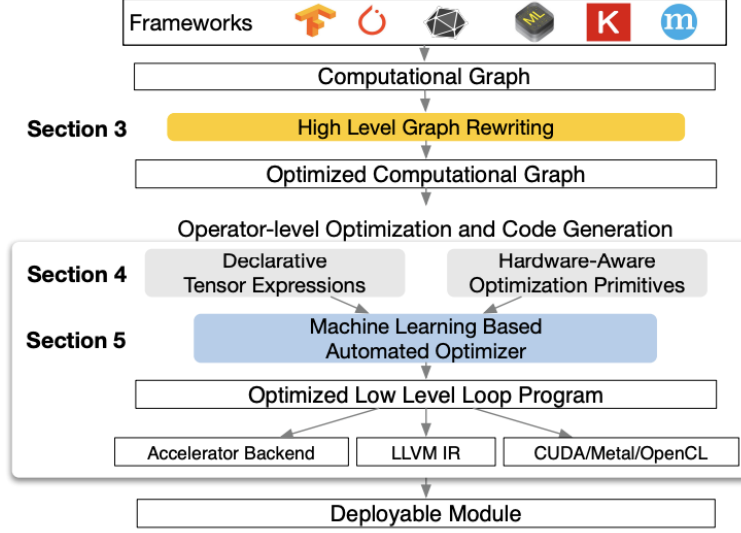 Frameworks
ML
K
m
Computational Graph
Section 3
High Level Graph Rewriting
Optimized Computational Graph
Operator-level Optimization and Code Generation
Section 4
Declarative
Tensor Expressions
Hardware-Aware
Optimization Primitives
Section 5
Machine Learning Based
Automated Optimizer
Optimized Low Level Loop Program
Accelerator Backend
LLVM IR
CUDA/Metal/OpenCL
Deployable Module